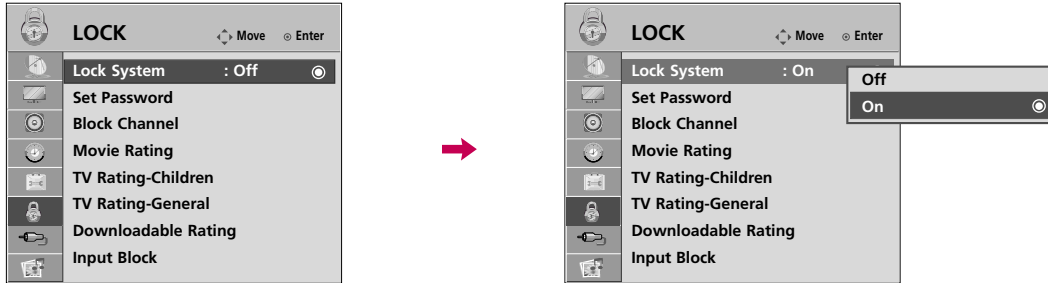 LOCK Move Enter
Lock System : Off
Set Password
Block Channel
Movie Rating
TV Rating-Children
TV Rating-General
Downloadable Rating
Input Block
LOCK Move Enter
Lock System : On
Set Password
Block Channel
Movie Rating
TV Rating-Children
TV Rating-General
Downloadable Rating
Input Block
Off
On